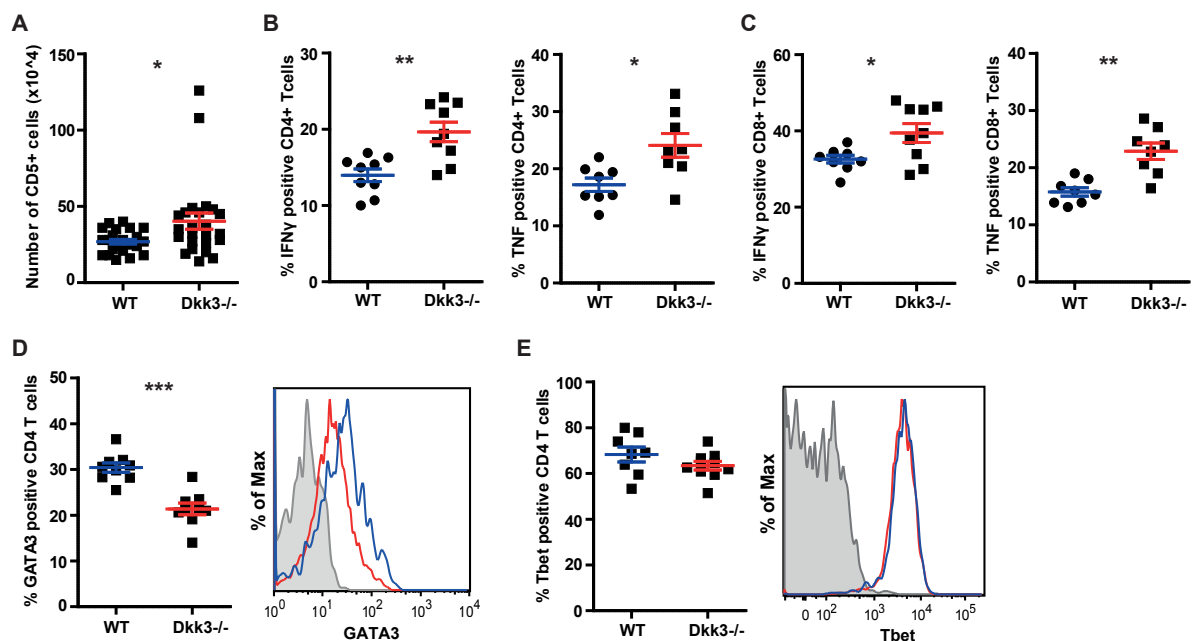 A
Number of CD5+ cells (x10^4)
150
100
50
0
*
WT
Dkk3-/-
B
% IFNγ positive CD4+ Tcells
30
20
10
0
**
WT
Dkk3-/-
% TNF positive CD4+ Tcells
40
30
20
10
0
*
WT
Dkk3-/-
C
% IFNγ positive CD8+ Tcells
60
40
20
0
*
WT
Dkk3-/-
% TNF positive CD8+ Tcells
40
30
20
10
0
**
WT
Dkk3-/-
D
% GATA3 positive CD4 T cells
50
40
30
20
10
0
***
WT
Dkk3-/-
% of Max
10^0 10^1 10^2 10^3 10^4
GATA3
E
% Tbet positive CD4 T cells
100
80
60
40
20
0
WT
Dkk3-/-
% of Max
0 10^2 10^3 10^4 10^5
Tbet